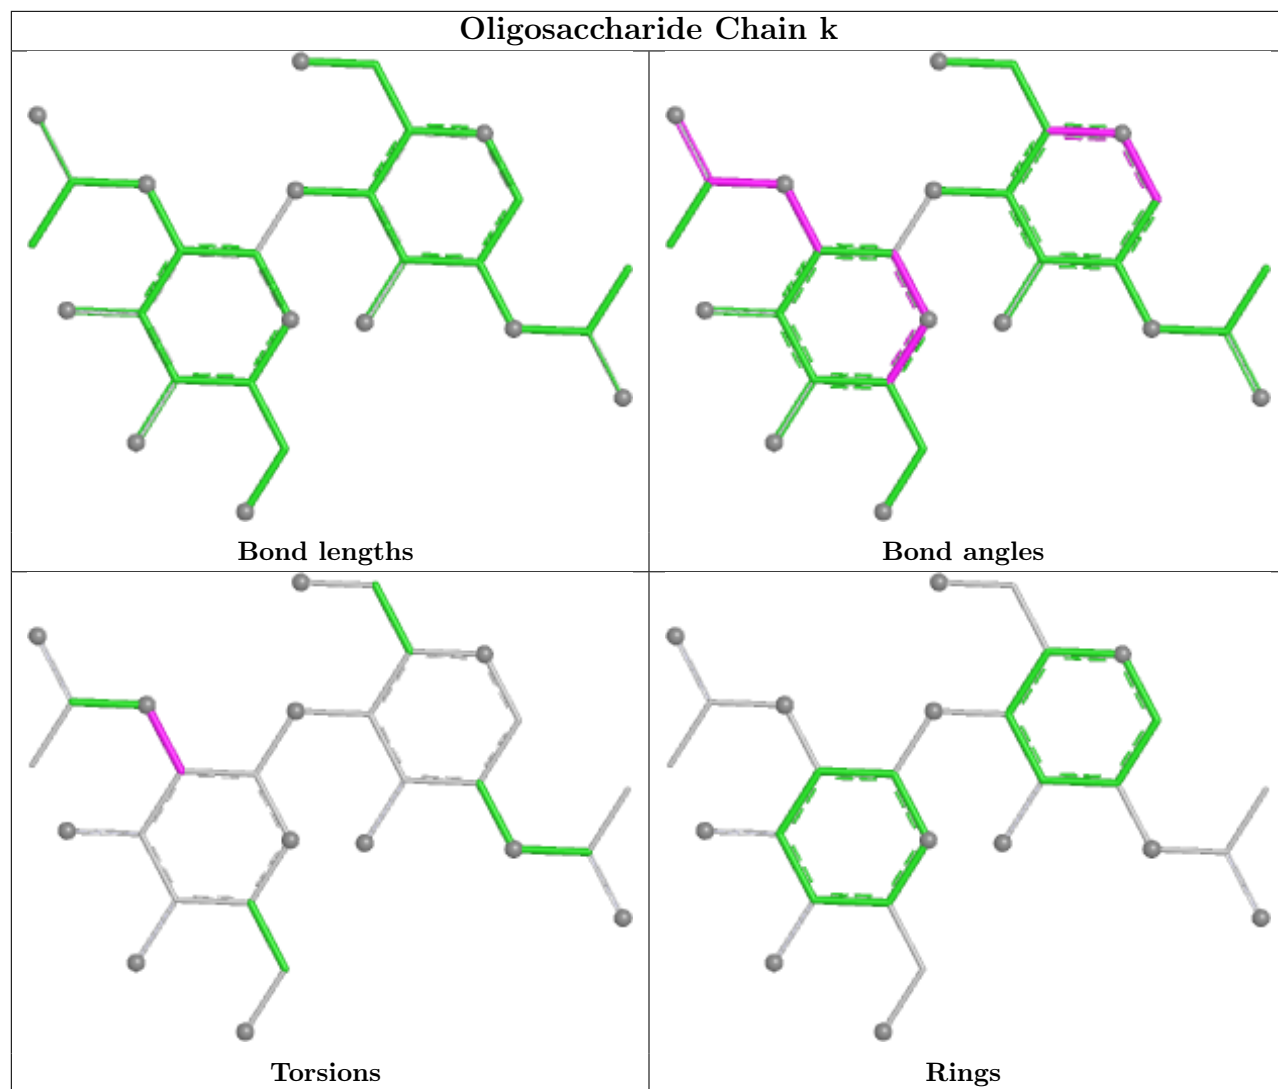 Oligosaccharide Chain k
Bond lengths
Bond angles
Torsions
Rings